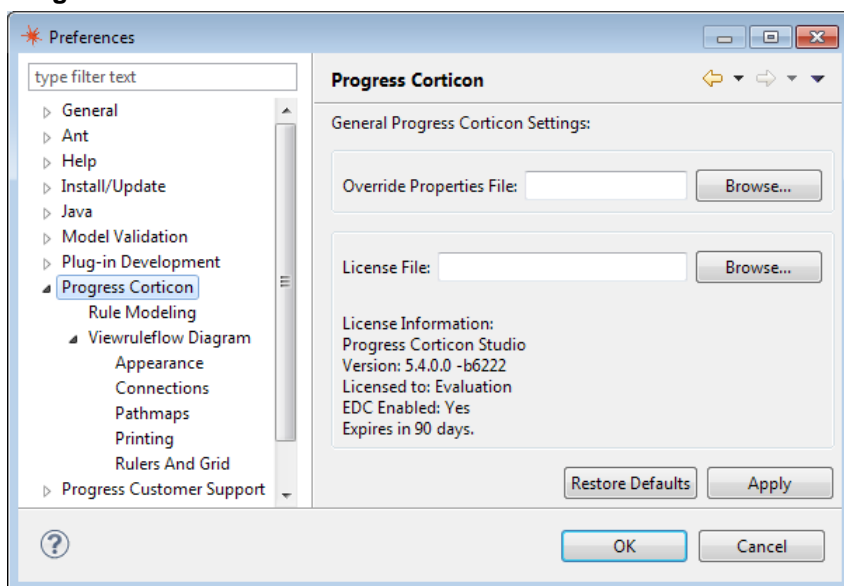 Preferences
type filter text
General
Ant
Help
Install/Update
Java
Model Validation
Plug-in Development
Progress Corticon
Rule Modeling
Viewruleflow Diagram
Appearance
Connections
Pathmaps
Printing
Rulers And Grid
Progress Customer Support
Progress Corticon
General Progress Corticon Settings:
Override Properties File:
Browse...
License File:
Browse...
License Information:
Progress Corticon Studio
Version: 5.4.0.0 -b6222
Licensed to: Evaluation
EDC Enabled: Yes
Expires in 90 days.
Restore Defaults
Apply
?
OK
Cancel